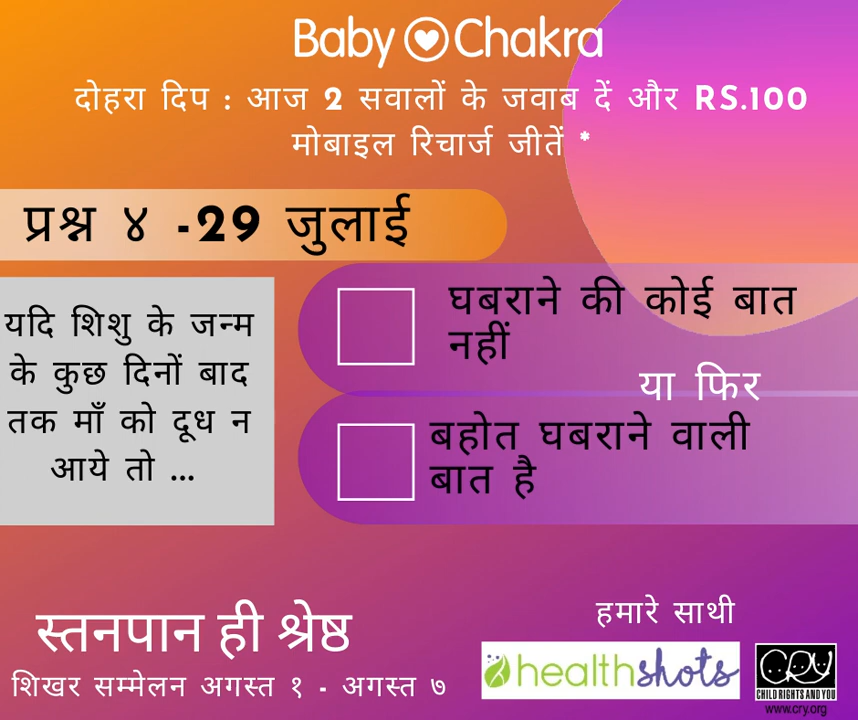 Baby Chakra
दोहरा दिप : आज 2 सवालों के जवाब दें और RS.100
मोबाइल रिचार्ज जीतें *
प्रश्न ४ -29 जुलाई
यदि शिशु के जन्म
के कुछ दिनों बाद
तक माँ को दूध न
आये तो ...
घबराने की कोई बात
नहीं
या फिर
बहोत घबराने वाली
बात है
स्तनपान ही श्रेष्ठ
शिखर सम्मेलन अगस्त १ - अगस्त ७
हमारे साथी
healthshots
CRY
CHILD RIGHTS AND YOU
www.cry.org